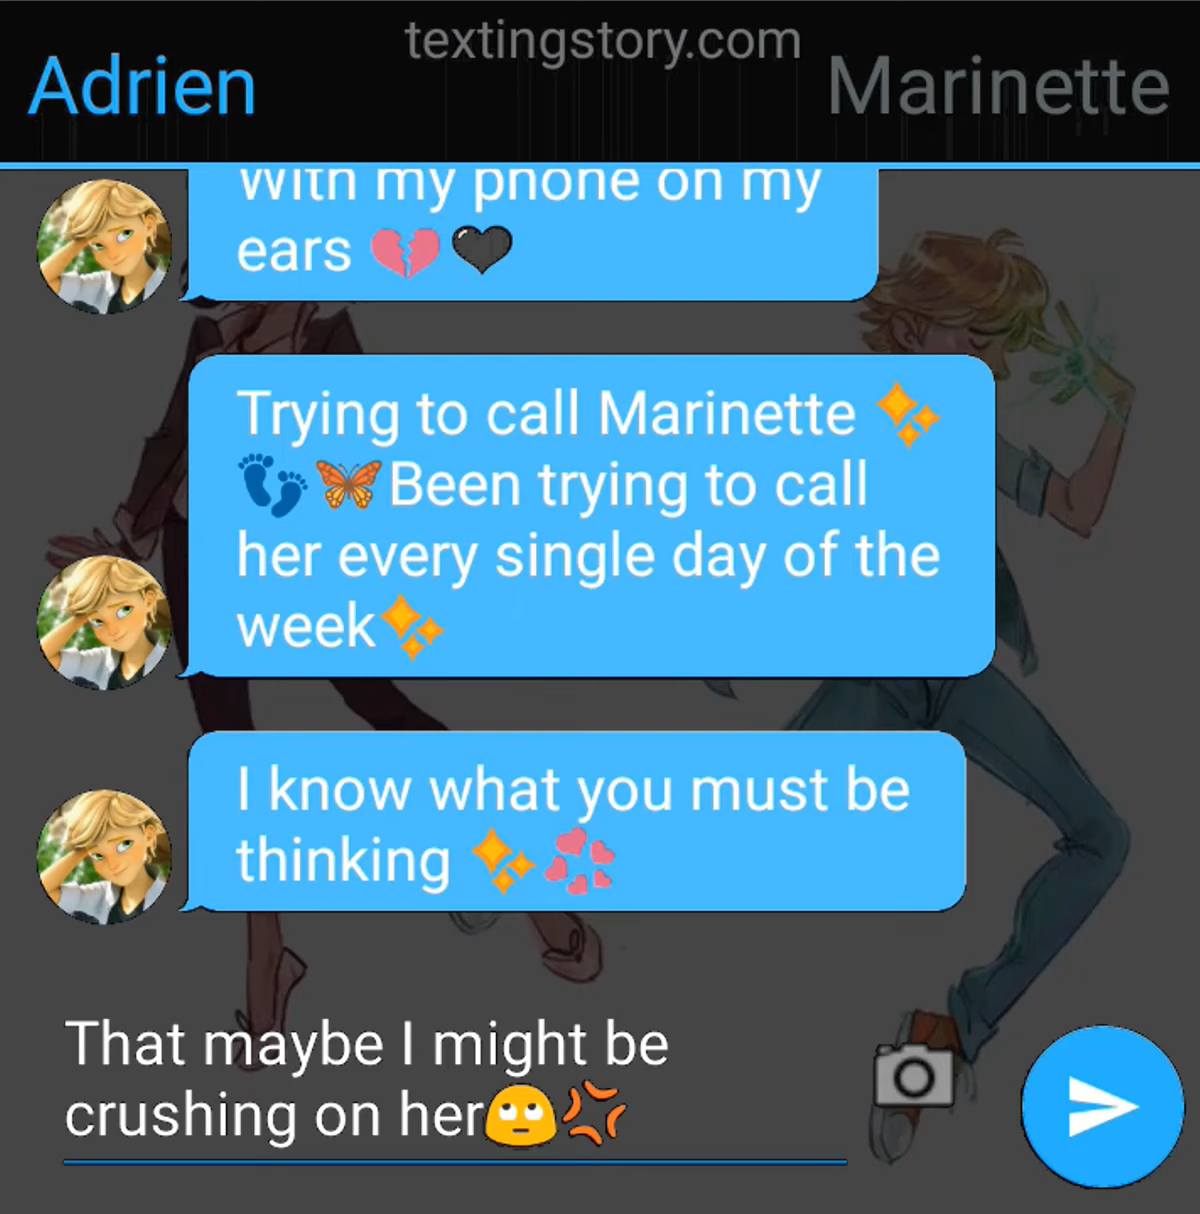 textingstory.com
Adrien
Marinette
With my phone on my
ears 💔🖤
Trying to call Marinette ✨
👣🦋Been trying to call
her every single day of the
week✨
I know what you must be
thinking ✨💞
That maybe I might be
crushing on her🙄💢